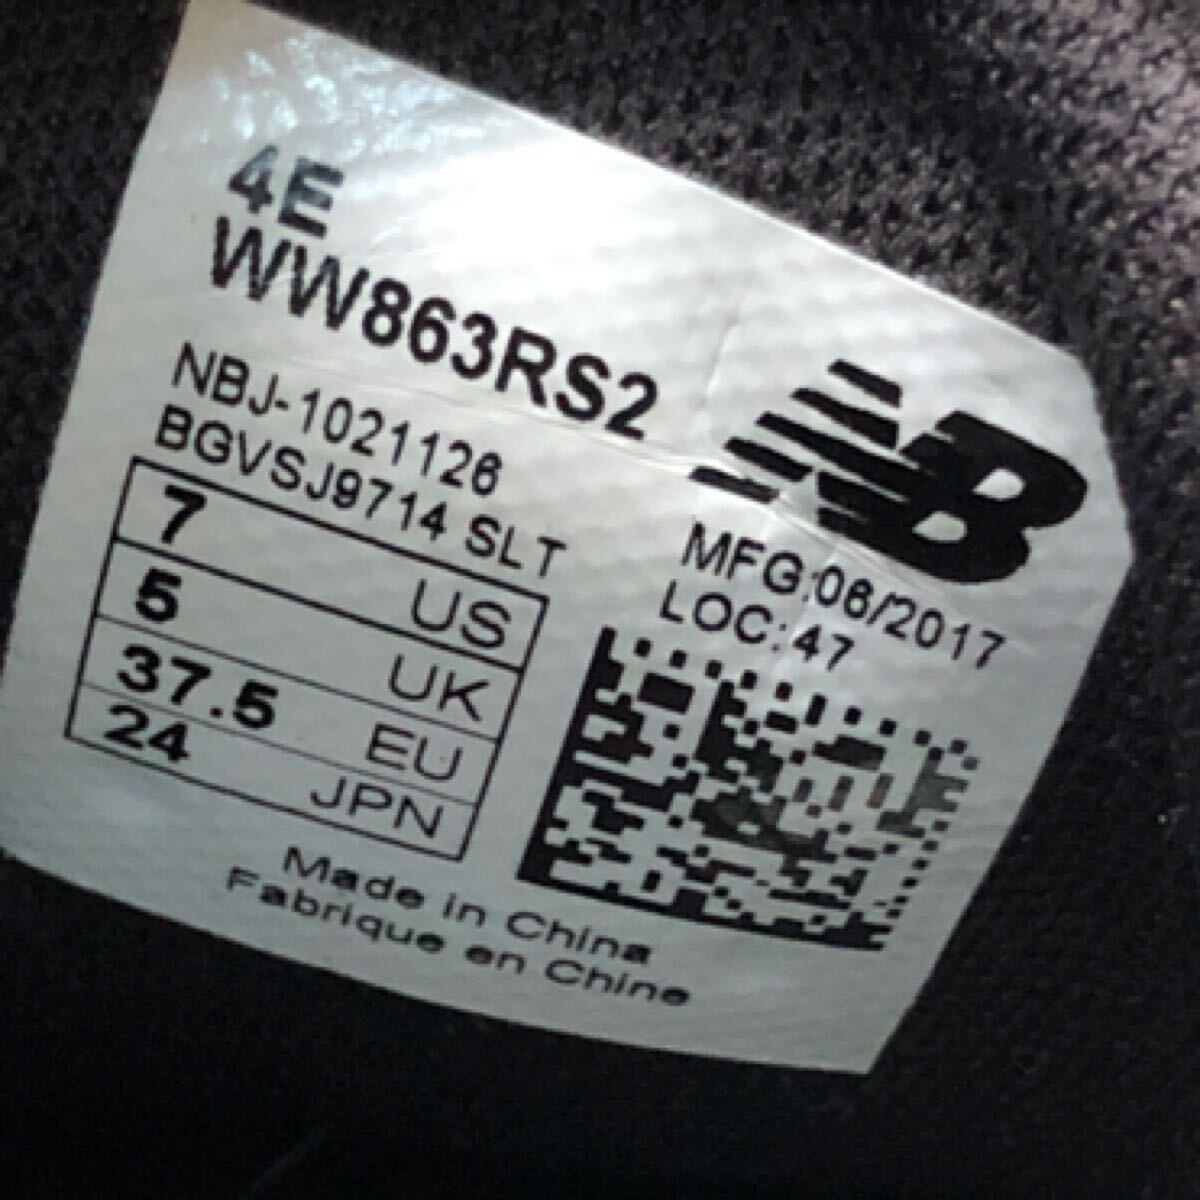 4E
WW863RS2
NBJ-1021126
BGVSJ9714 SLT
NB
MFG:06/2017
LOC:47
7 US
5 UK
37.5 EU
24 JPN
Made in China
Fabrique en Chine